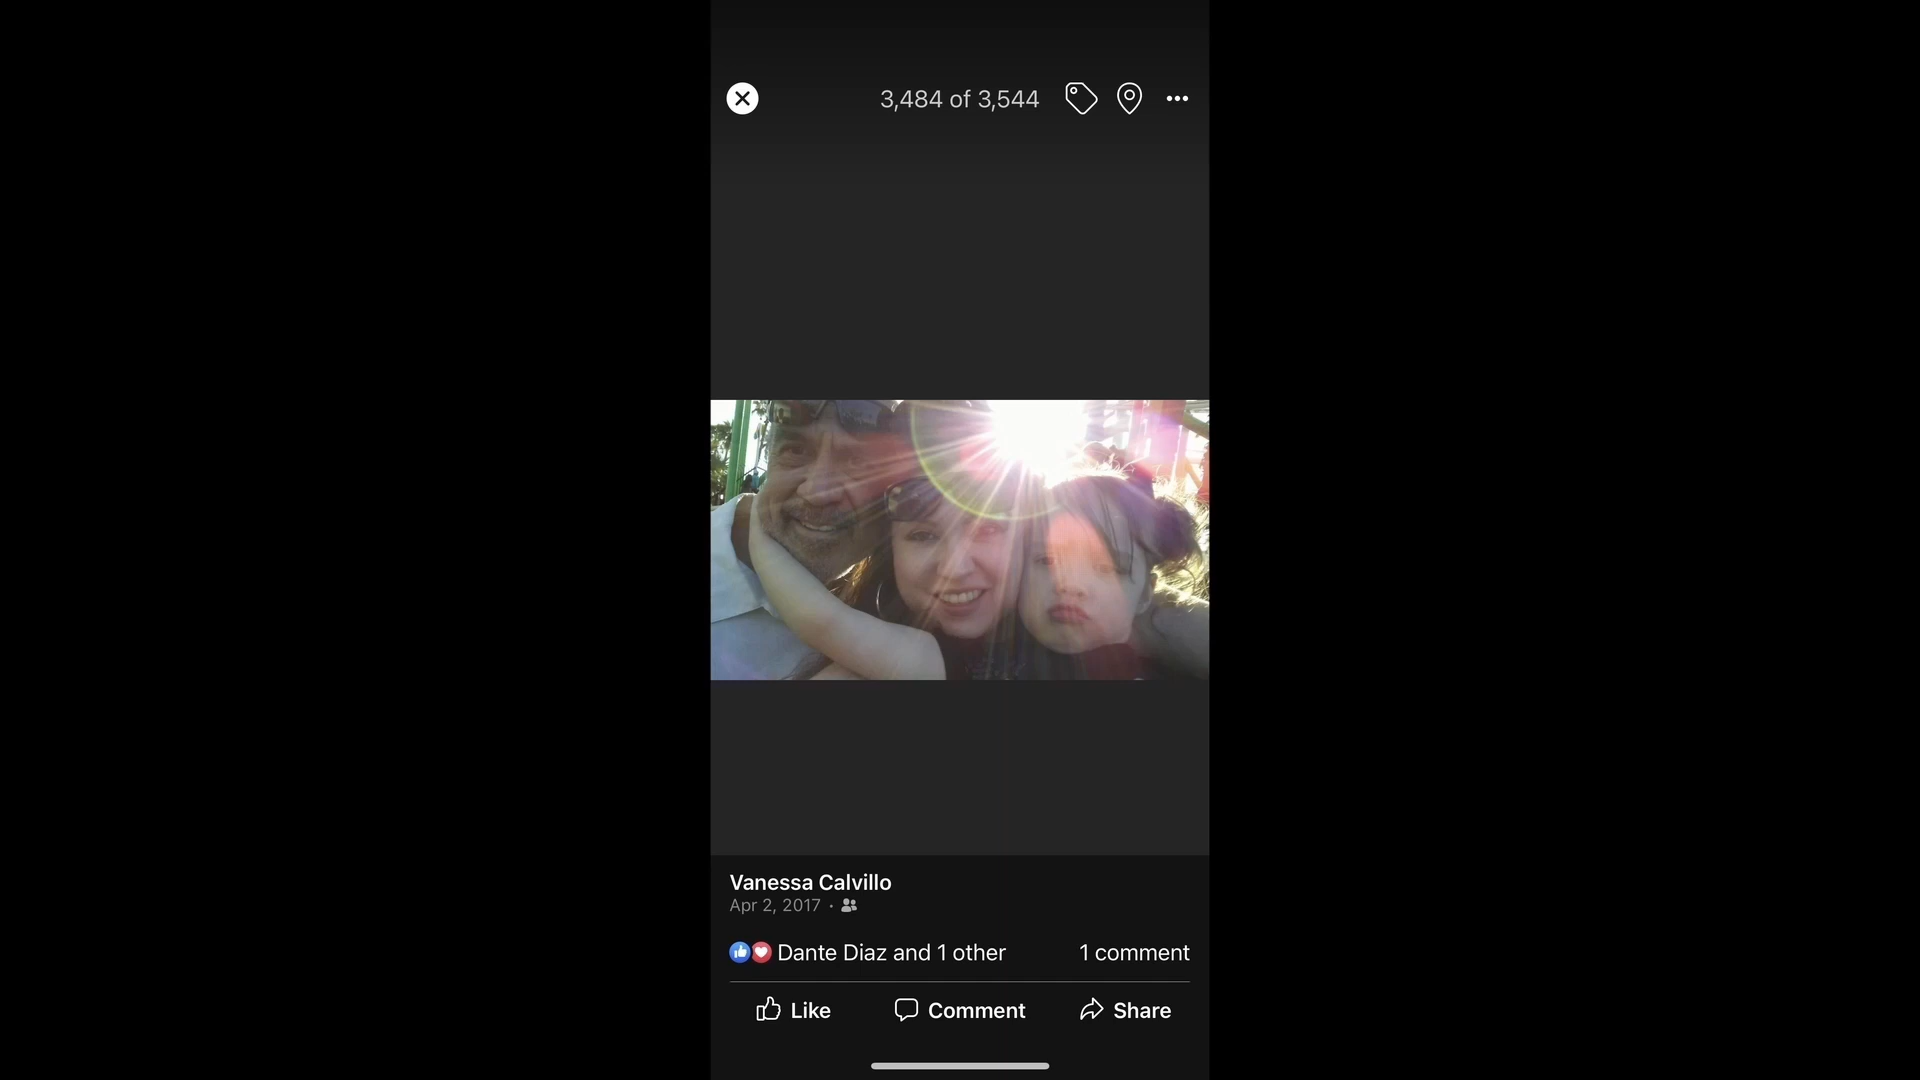 3,484 of 3,544
Vanessa Calvillo
Apr 2, 2017 ·
Dante Diaz and 1 other 1 comment
Like Comment Share